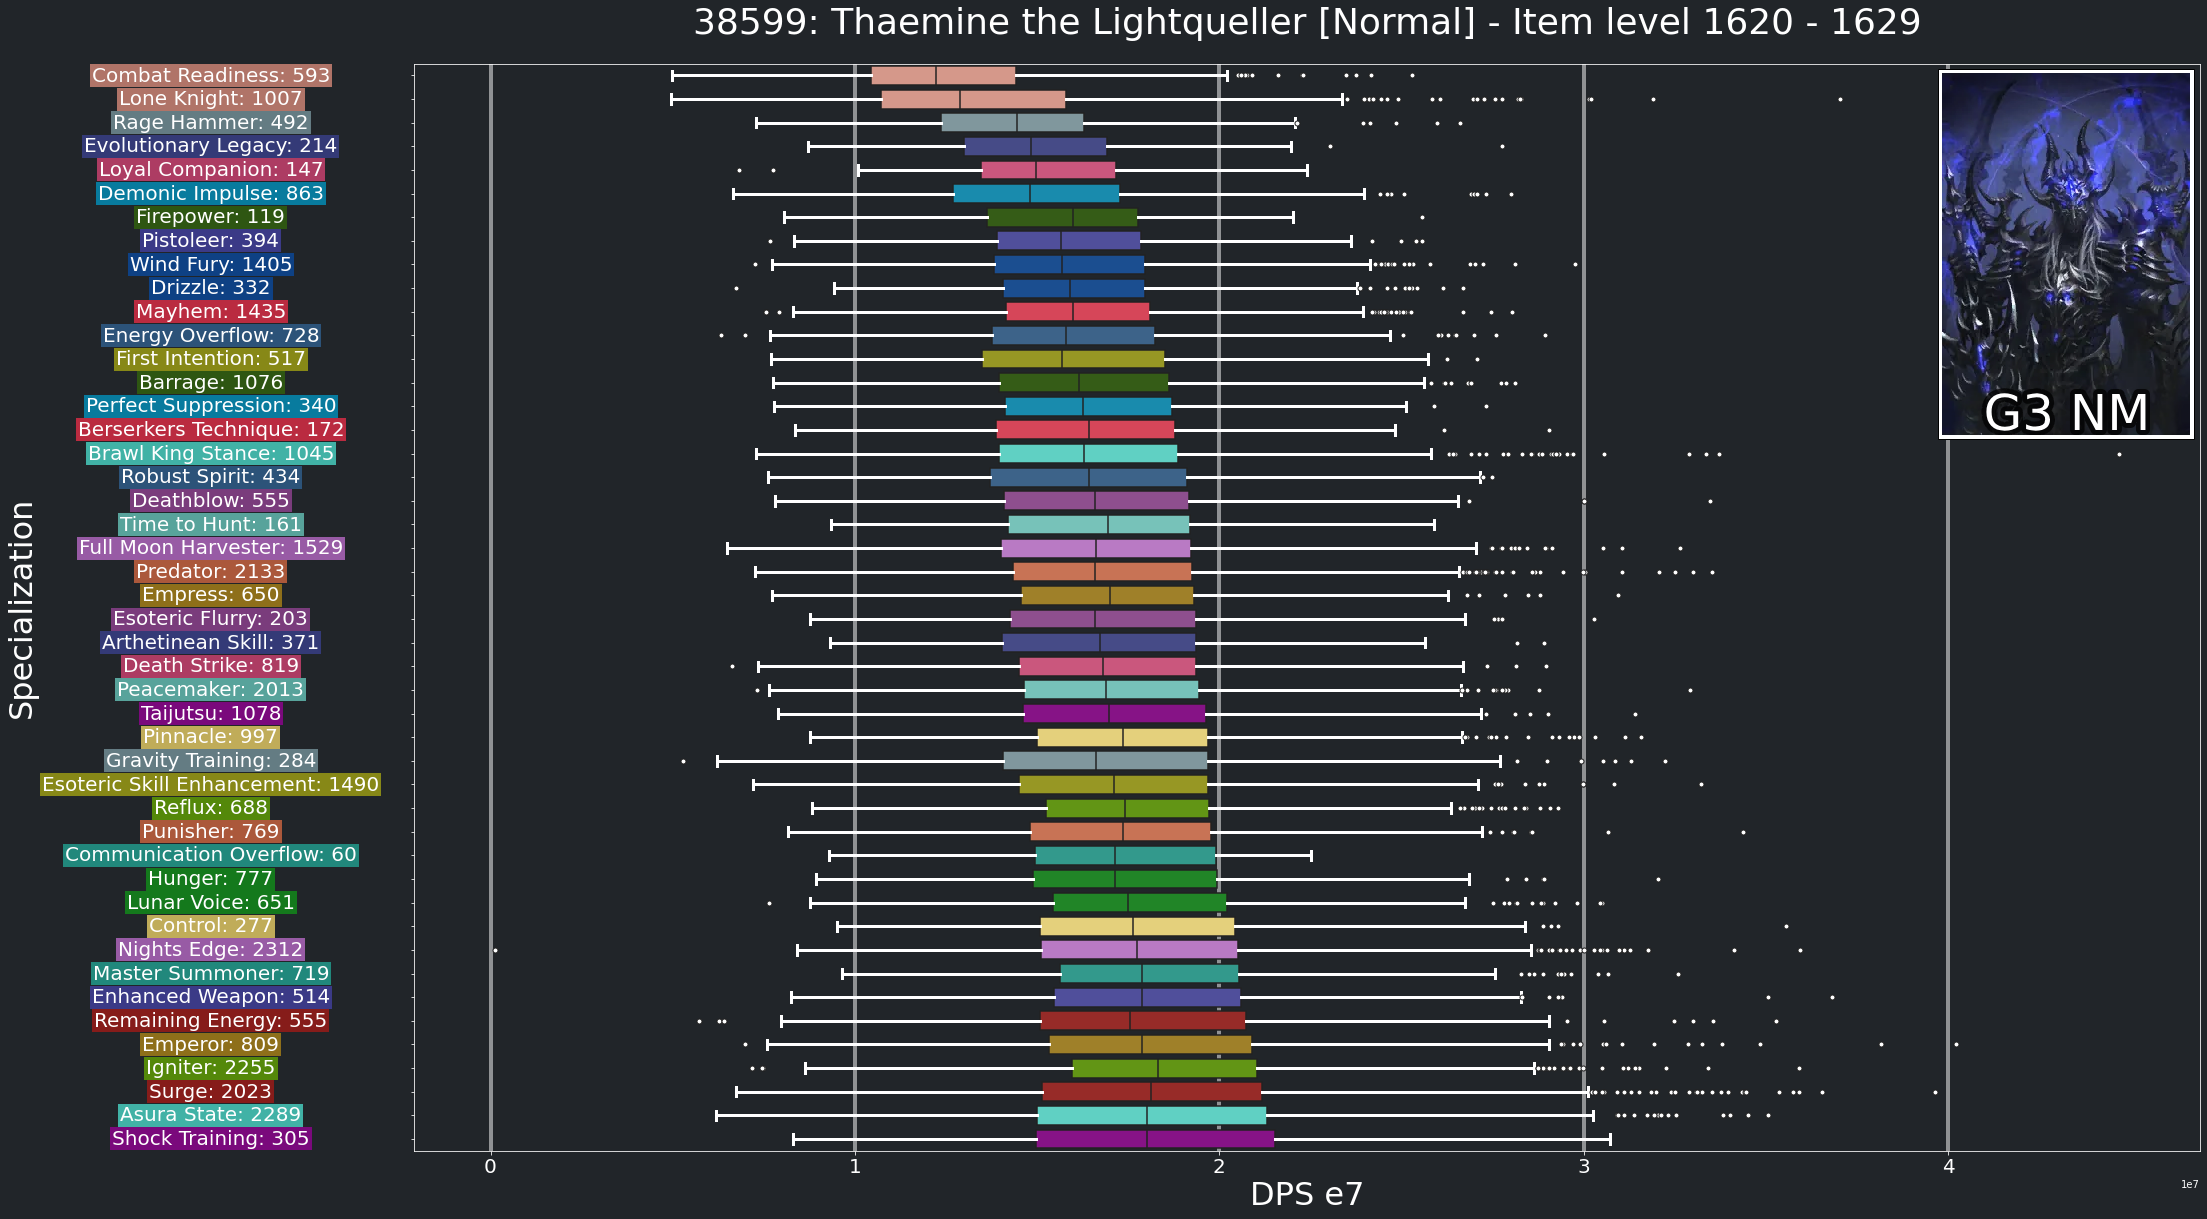 38599: Thaemine the Lightqueller [Normal] - Item level 1620 - 1629
Combat Readiness: 593
Lone Knight: 1007
Rage Hammer: 492
Evolutionary Legacy: 214
Loyal Companion: 147
Demonic Impulse: 863
Firepower: 119
Pistoleer: 394
Wind Fury: 1405
Drizzle: 332
Mayhem: 1435
Energy Overflow: 728
First Intention: 517
Barrage: 1076
Perfect Suppression: 340
Berserkers Technique: 172
Brawl King Stance: 1045
Robust Spirit: 434
Deathblow: 555
Time to Hunt: 161
Full Moon Harvester: 1529
Predator: 2133
Empress: 650
Esoteric Flurry: 203
Arthetinean Skill: 371
Death Strike: 819
Peacemaker: 2013
Taijutsu: 1078
Pinnacle: 997
Gravity Training: 284
Esoteric Skill Enhancement: 1490
Reflux: 688
Punisher: 769
Communication Overflow: 60
Hunger: 777
Lunar Voice: 651
Control: 277
Nights Edge: 2312
Master Summoner: 719
Enhanced Weapon: 514
Remaining Energy: 555
Emperor: 809
Igniter: 2255
Surge: 2023
Asura State: 2289
Shock Training: 305
Specialization
G3 NM
0 1 2 3 4
DPS e7
1e7